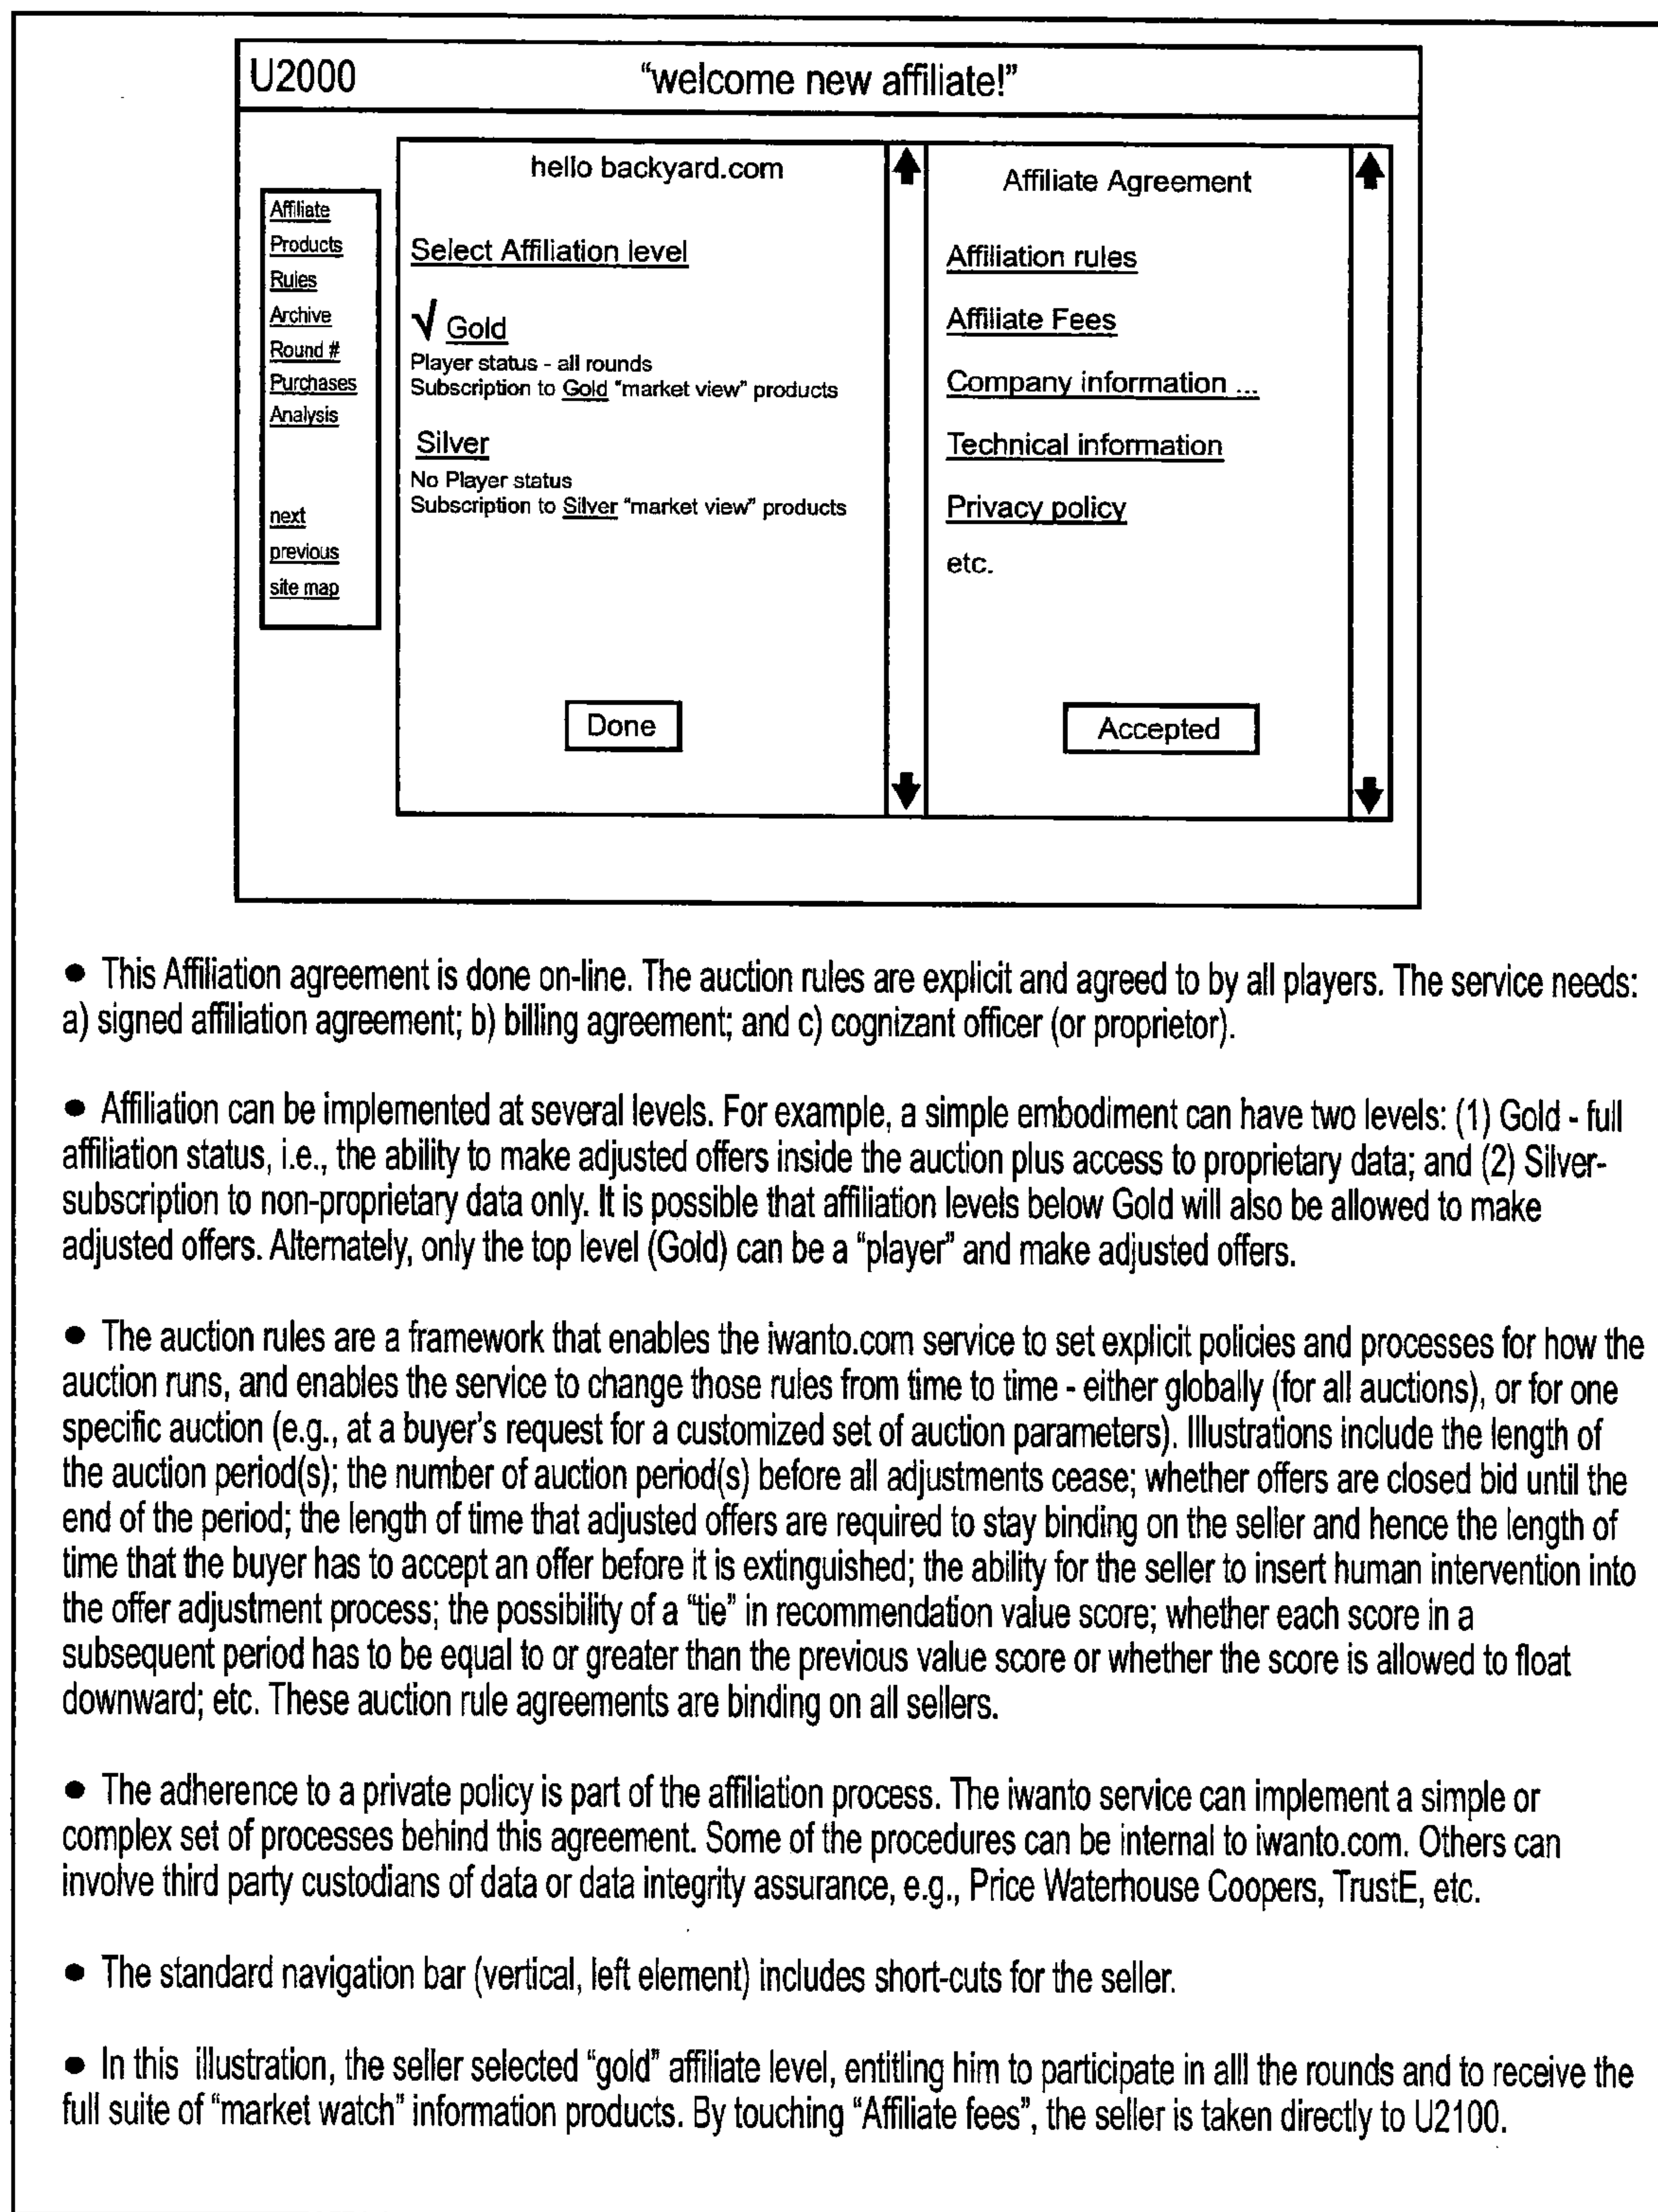 U2000
"welcome new affiliate!"
Affiliate
Products
Rules
Archive
Round #
Purchases
Analysis
next
previous
site map
hello backyard.com
Select Affiliation level
√ Gold
Player status - all rounds
Subscription to Gold "market view" products
Silver
No Player status
Subscription to Silver "market view" products
Done
Affiliate Agreement
Affiliation rules
Affiliate Fees
Company information ...
Technical information
Privacy policy
etc.
Accepted
● This Affiliation agreement is done on-line. The auction rules are explicit and agreed to by all players. The service needs:
a) signed affiliation agreement; b) billing agreement; and c) cognizant officer (or proprietor).
● Affiliation can be implemented at several levels. For example, a simple embodiment can have two levels: (1) Gold - full
affiliation status, i.e., the ability to make adjusted offers inside the auction plus access to proprietary data; and (2) Silver-
subscription to non-proprietary data only. It is possible that affiliation levels below Gold will also be allowed to make
adjusted offers. Alternately, only the top level (Gold) can be a "player" and make adjusted offers.
● The auction rules are a framework that enables the iwanto.com service to set explicit policies and processes for how the
auction runs, and enables the service to change those rules from time to time - either globally (for all auctions), or for one
specific auction (e.g., at a buyer's request for a customized set of auction parameters). Illustrations include the length of
the auction period(s); the number of auction period(s) before all adjustments cease; whether offers are closed bid until the
end of the period; the length of time that adjusted offers are required to stay binding on the seller and hence the length of
time that the buyer has to accept an offer before it is extinguished; the ability for the seller to insert human intervention into
the offer adjustment process; the possibility of a "tie" in recommendation value score; whether each score in a
subsequent period has to be equal to or greater than the previous value score or whether the score is allowed to float
downward; etc. These auction rule agreements are binding on all sellers.
● The adherence to a private policy is part of the affiliation process. The iwanto service can implement a simple or
complex set of processes behind this agreement. Some of the procedures can be internal to iwanto.com. Others can
involve third party custodians of data or data integrity assurance, e.g., Price Waterhouse Coopers, TrustE, etc.
● The standard navigation bar (vertical, left element) includes short-cuts for the seller.
● In this illustration, the seller selected "gold" affiliate level, entitling him to participate in alll the rounds and to receive the
full suite of "market watch" information products. By touching "Affiliate fees", the seller is taken directly to U2100.